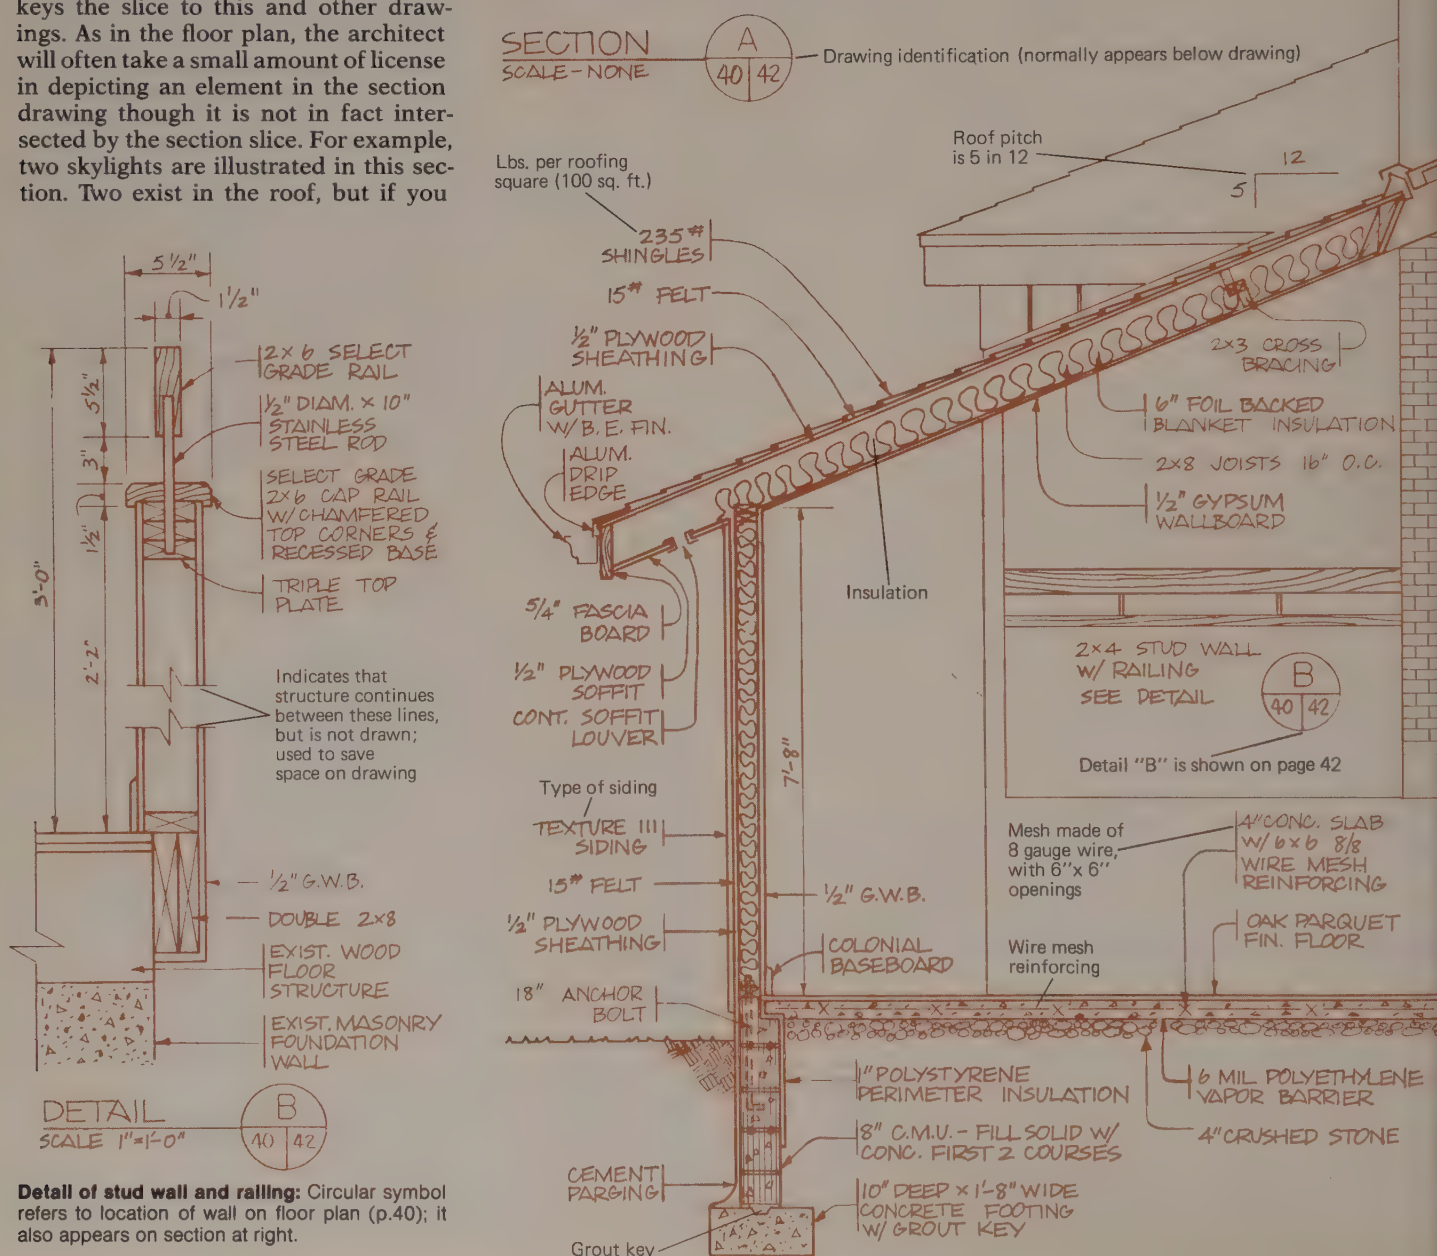 keys the slice to this and other draw-
ings. As in the floor plan, the architect
will often take a small amount of license
in depicting an element in the section
drawing though it is not in fact inter-
sected by the section slice. For example,
two skylights are illustrated in this sec-
tion. Two exist in the roof, but if you
5 1/2"
1 1/2"
2×6 SELECT
GRADE RAIL
1/2" DIAM. × 10"
STAINLESS
STEEL ROD
SELECT GRADE
2×6 CAP RAIL
W/CHAMFERED
TOP CORNERS &
RECESSED BASE
TRIPLE TOP
PLATE
5 1/2"
3"
1 1/2"
3'-0"
2'-2"
Indicates that
structure continues
between these lines,
but is not drawn;
used to save
space on drawing
1/2" G.W.B.
DOUBLE 2×8
EXIST. WOOD
FLOOR
STRUCTURE
EXIST. MASONRY
FOUNDATION
WALL
DETAIL
SCALE 1"=1'-0"
B
40 42
Detail of stud wall and railing: Circular symbol
refers to location of wall on floor plan (p.40); it
also appears on section at right.
SECTION
SCALE-NONE
A
40 42
Drawing identification (normally appears below drawing)
Lbs. per roofing
square (100 sq. ft.)
Roof pitch
is 5 in 12
12
5
235#
SHINGLES
15# FELT
1/2" PLYWOOD
SHEATHING
ALUM.
GUTTER
W/B.E. FIN.
ALUM.
DRIP
EDGE
2×3 CROSS
BRACING
6" FOIL BACKED
BLANKET INSULATION
2×8 JOISTS 16" O.C.
1/2" GYPSUM
WALLBOARD
Insulation
5/4" FASCIA
BOARD
1/2" PLYWOOD
SOFFIT
CONT. SOFFIT
LOUVER
7'-8"
2×4 STUD WALL
W/ RAILING
SEE DETAIL
B
40 42
Detail "B" is shown on page 42
Type of siding
TEXTURE 111
SIDING
15# FELT
1/2" PLYWOOD
SHEATHING
18" ANCHOR
BOLT
1/2" G.W.B.
COLONIAL
BASEBOARD
Mesh made of
8 gauge wire,
with 6"x 6"
openings
4" CONC. SLAB
W/ 6×6 8/8
WIRE MESH
REINFORCING
OAK PARQUET
FIN. FLOOR
Wire mesh
reinforcing
1" POLYSTYRENE
PERIMETER INSULATION
6 MIL POLYETHYLENE
VAPOR BARRIER
8" C.M.U. - FILL SOLID W/
CONC. FIRST 2 COURSES
4" CRUSHED STONE
CEMENT
PARGING
10" DEEP × 1'-8" WIDE
CONCRETE FOOTING
W/ GROUT KEY
Grout key